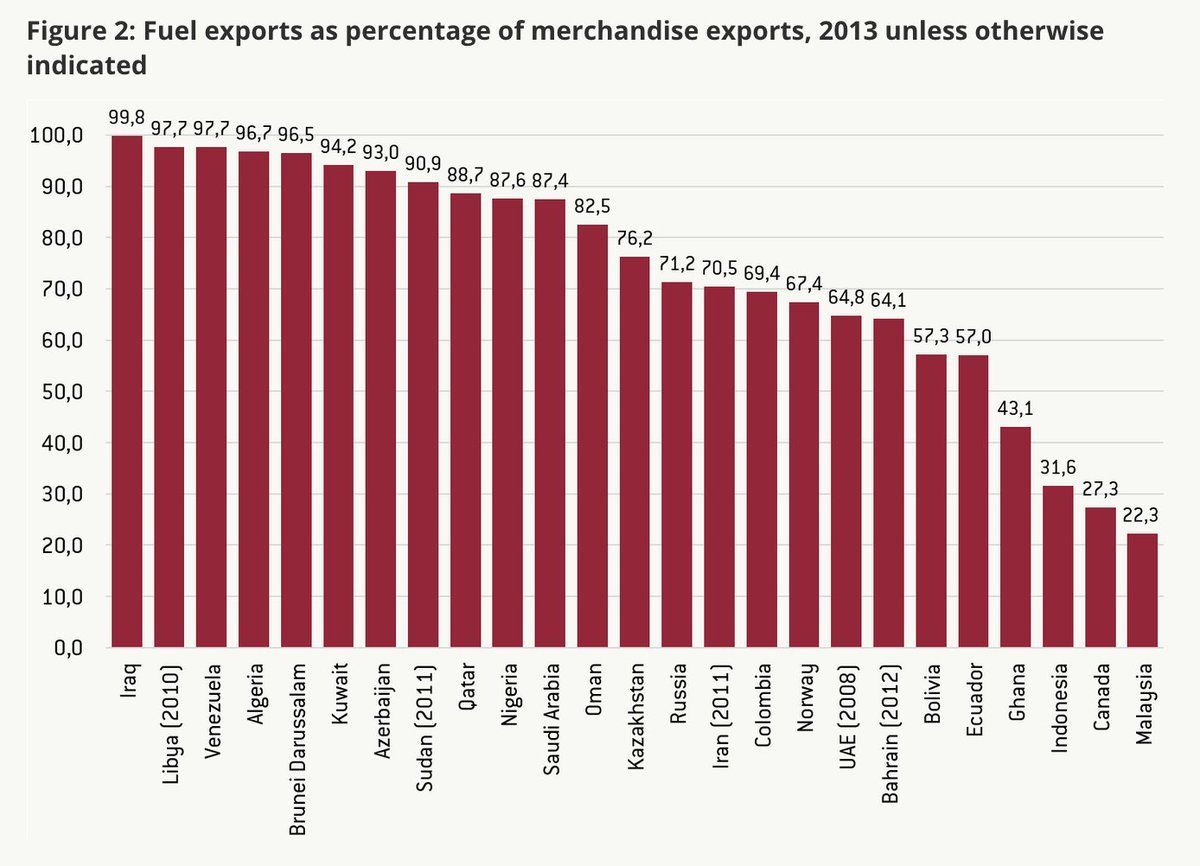 Figure 2: Fuel exports as percentage of merchandise exports, 2013 unless otherwise
indicated
99,8
97,7 97,7 96,7 96,5
94,2 93,0
90,9
88,7 87,6 87,4
82,5
76,2
71,2 70,5 69,4
67,4
64,8 64,1
57,3 57,0
43,1
31,6
27,3
22,3
100,0
90,0
80,0
70,0
60,0
50,0
40,0
30,0
20,0
10,0
0,0
Iraq
Libya (2010)
Venezuela
Algeria
Brunei Darussalam
Kuwait
Azerbaijan
Sudan (2011)
Qatar
Nigeria
Saudi Arabia
Oman
Kazakhstan
Russia
Iran (2011)
Colombia
Norway
UAE (2008)
Bahrain (2012)
Bolivia
Ecuador
Ghana
Indonesia
Canada
Malaysia